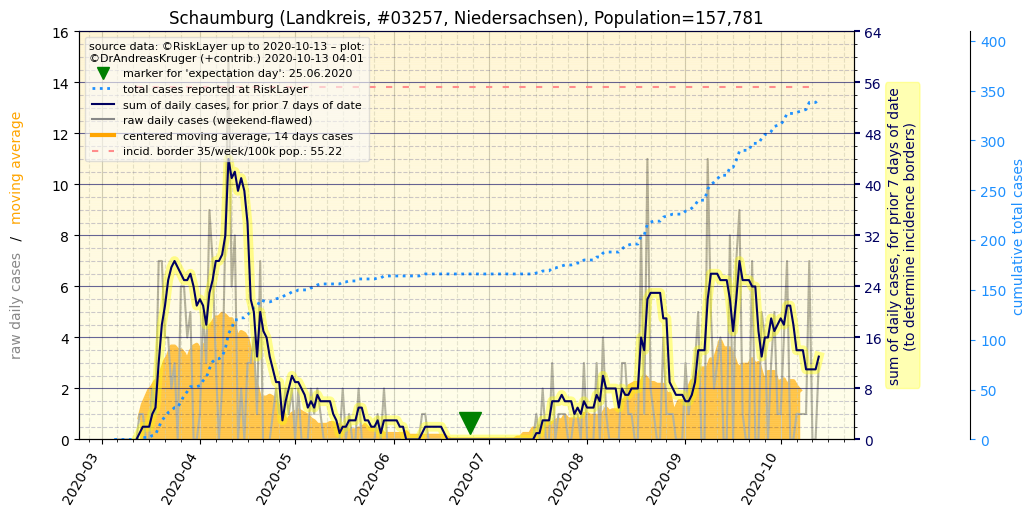 Schaumburg (Landkreis, #03257, Niedersachsen), Population=157,781
source data: ©RiskLayer up to 2020-10-13 – plot:
©DrAndreasKruger (+contrib.) 2020-10-13 04:01
marker for 'expectation day': 25.06.2020
total cases reported at RiskLayer
sum of daily cases, for prior 7 days of date
raw daily cases (weekend-flawed)
centered moving average, 14 days cases
incid. border 35/week/100k pop.: 55.22
raw daily cases / moving average
16
14
12
10
8
6
4
2
0
64
56
48
40
32
24
16
8
0
sum of daily cases, for prior 7 days of date
(to determine incidence borders)
400
350
300
250
200
150
100
50
0
cumulative total cases
2020-03
2020-04
2020-05
2020-06
2020-07
2020-08
2020-09
2020-10